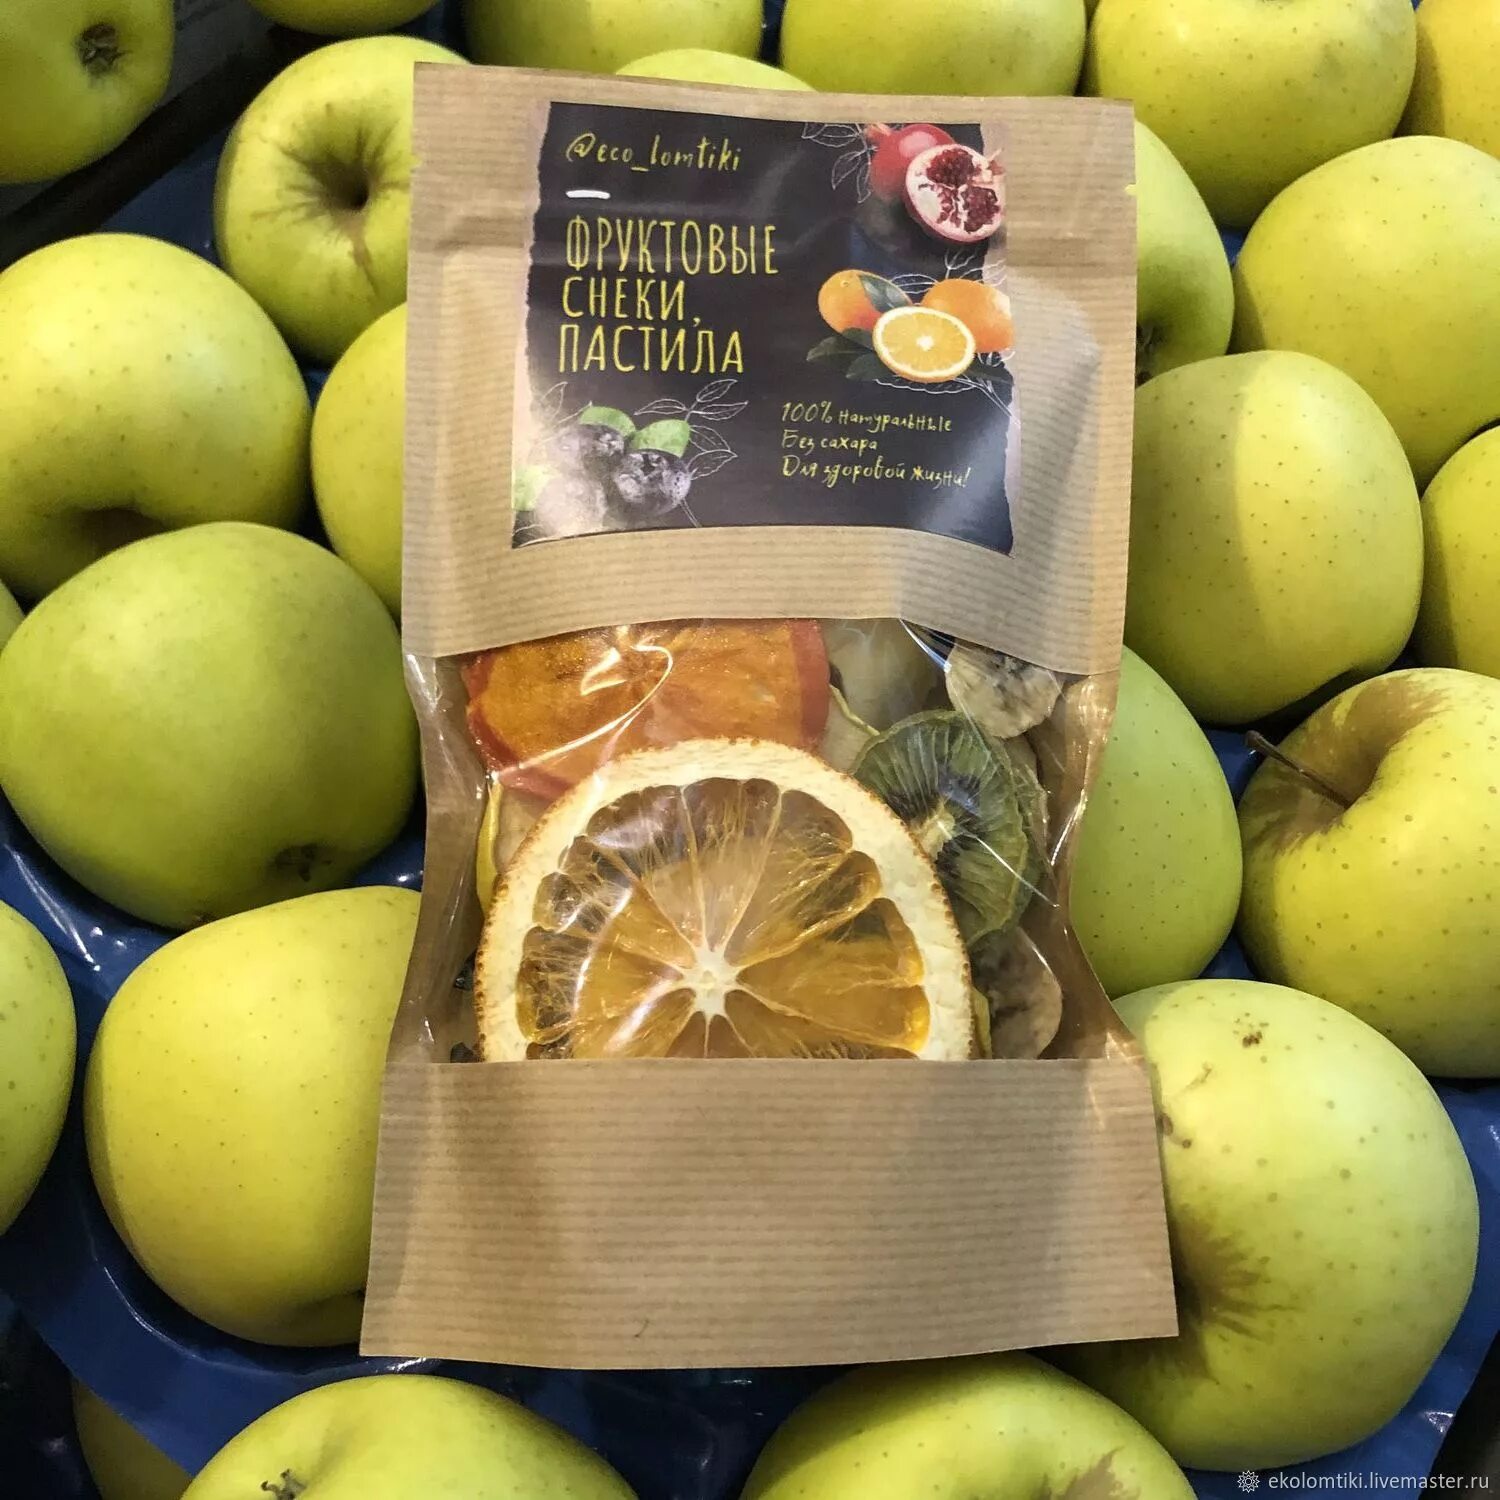 @eco_lomtiki
ФРУКТОВЫЕ
СНЕКИ,
ПАСТИЛА
100% натуральные
Без сахара
Для здоровой жизни!
ekolomtiki.livemaster.ru